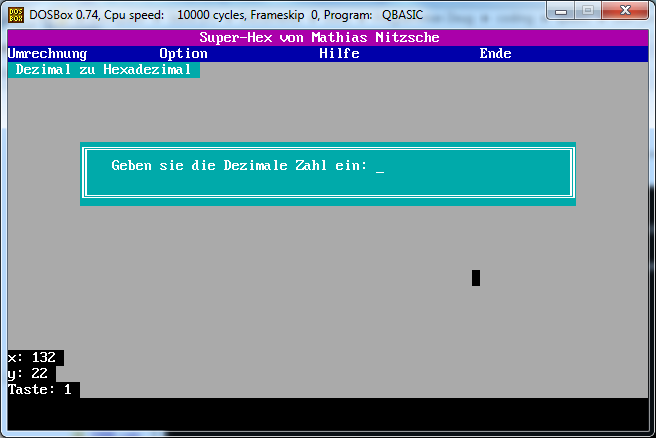 DOSBox 0.74, Cpu speed: 10000 cycles, Frameskip 0, Program: QBASIC
Super-Hex von Mathias Nitzsche
Umrechnung Option Hilfe Ende
Dezimal zu Hexadezimal
Geben sie die Dezimale Zahl ein: _
x: 132
y: 22
Taste: 1